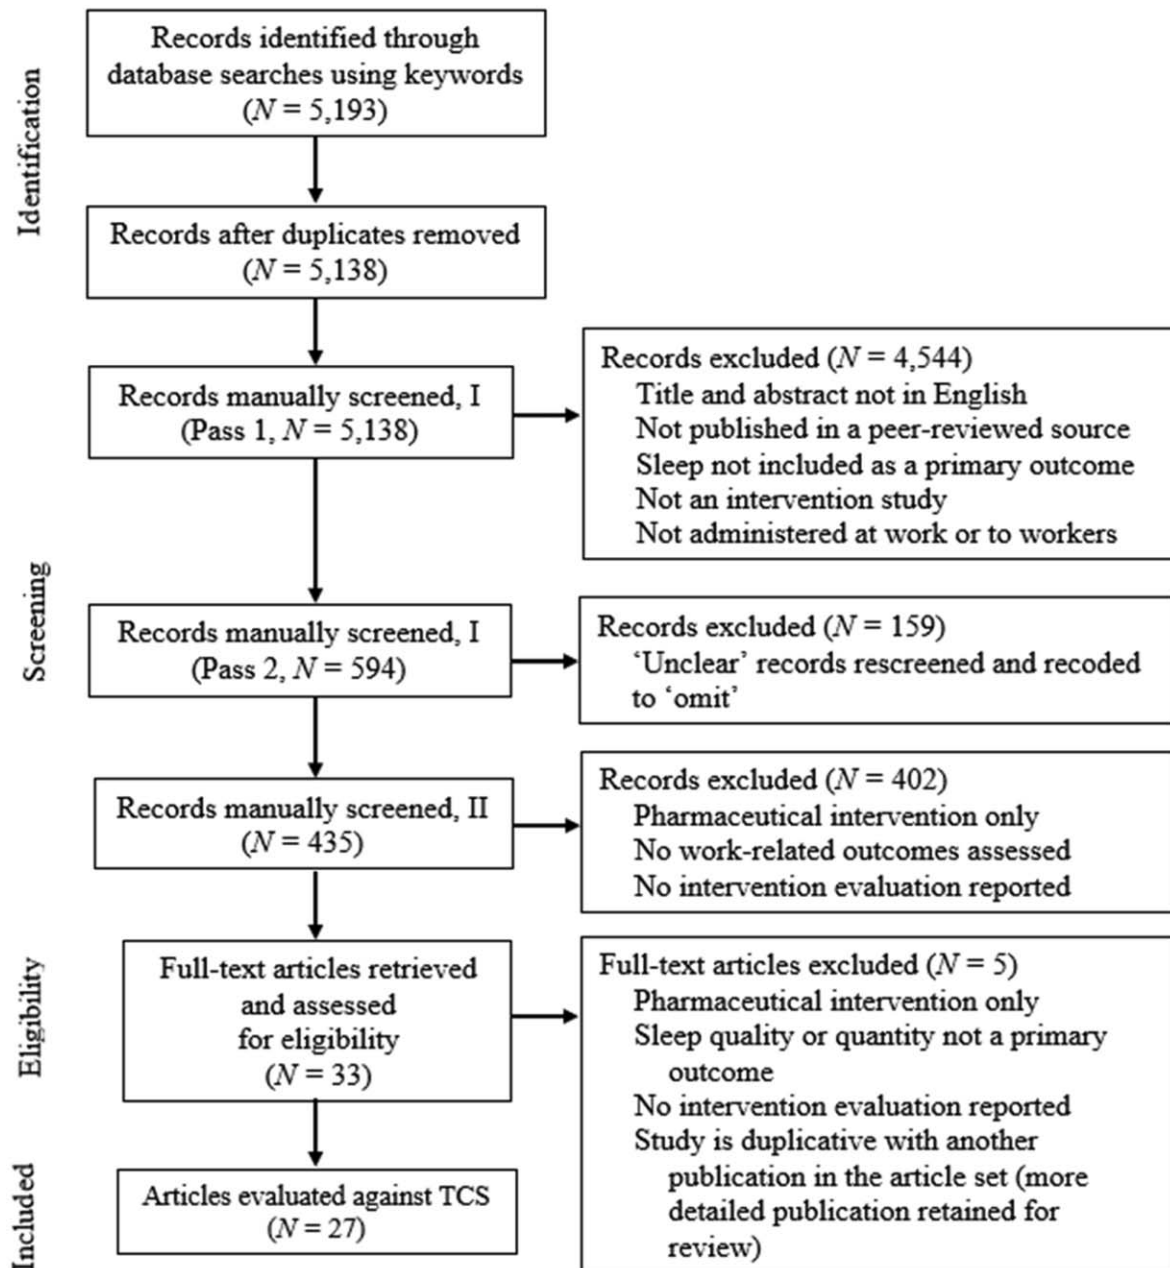 Identification
Records identified through
database searches using keywords
(N = 5,193)
Records after duplicates removed
(N = 5,138)
Screening
Records manually screened, I
(Pass 1, N = 5,138)
Records excluded (N = 4,544)
Title and abstract not in English
Not published in a peer-reviewed source
Sleep not included as a primary outcome
Not an intervention study
Not administered at work or to workers
Records manually screened, I
(Pass 2, N = 594)
Records excluded (N = 159)
‘Unclear’ records rescreened and recoded
to ‘omit’
Records manually screened, II
(N = 435)
Records excluded (N = 402)
Pharmaceutical intervention only
No work-related outcomes assessed
No intervention evaluation reported
Eligibility
Full-text articles retrieved
and assessed
for eligibility
(N = 33)
Full-text articles excluded (N = 5)
Pharmaceutical intervention only
Sleep quality or quantity not a primary
outcome
No intervention evaluation reported
Study is duplicative with another
publication in the article set (more
detailed publication retained for
review)
Included
Articles evaluated against TCS
(N = 27)